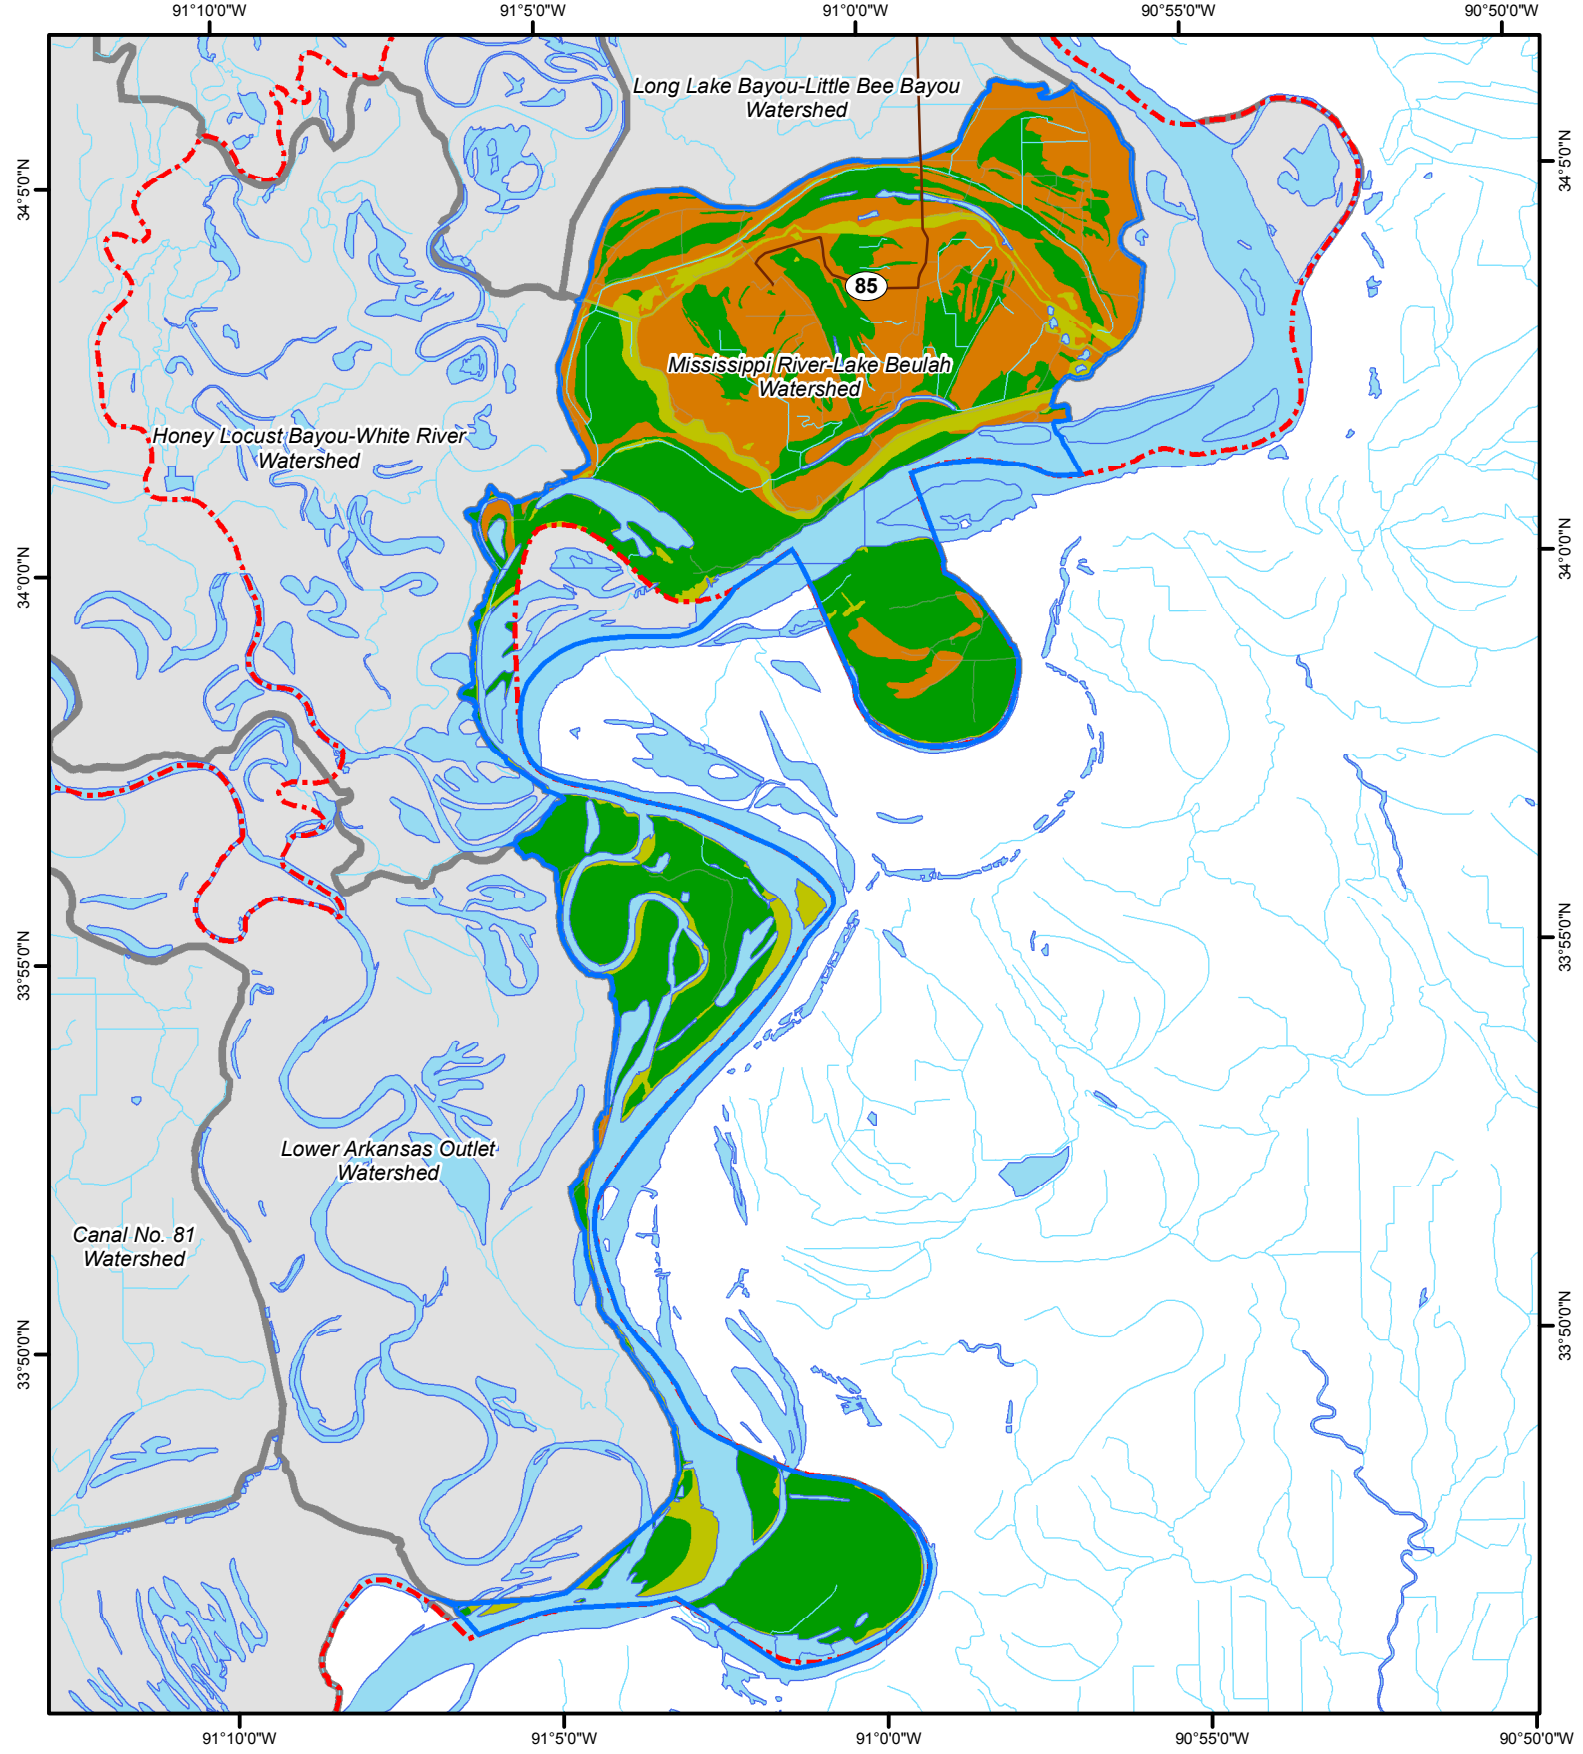 91°10'0"W
91°5'0"W
91°0'0"W
90°55'0"W
90°50'0"W
Long Lake Bayou-Little Bee Bayou
Watershed
34°5'0"N
34°5'0"N
85
Mississippi River-Lake Beulah
Watershed
Honey Locust Bayou-White River
Watershed
34°0'0"N
34°0'0"N
33°55'0"N
33°55'0"N
Lower Arkansas Outlet
Watershed
Canal No. 81
Watershed
33°50'0"N
33°50'0"N
91°10'0"W
91°5'0"W
91°0'0"W
90°55'0"W
90°50'0"W